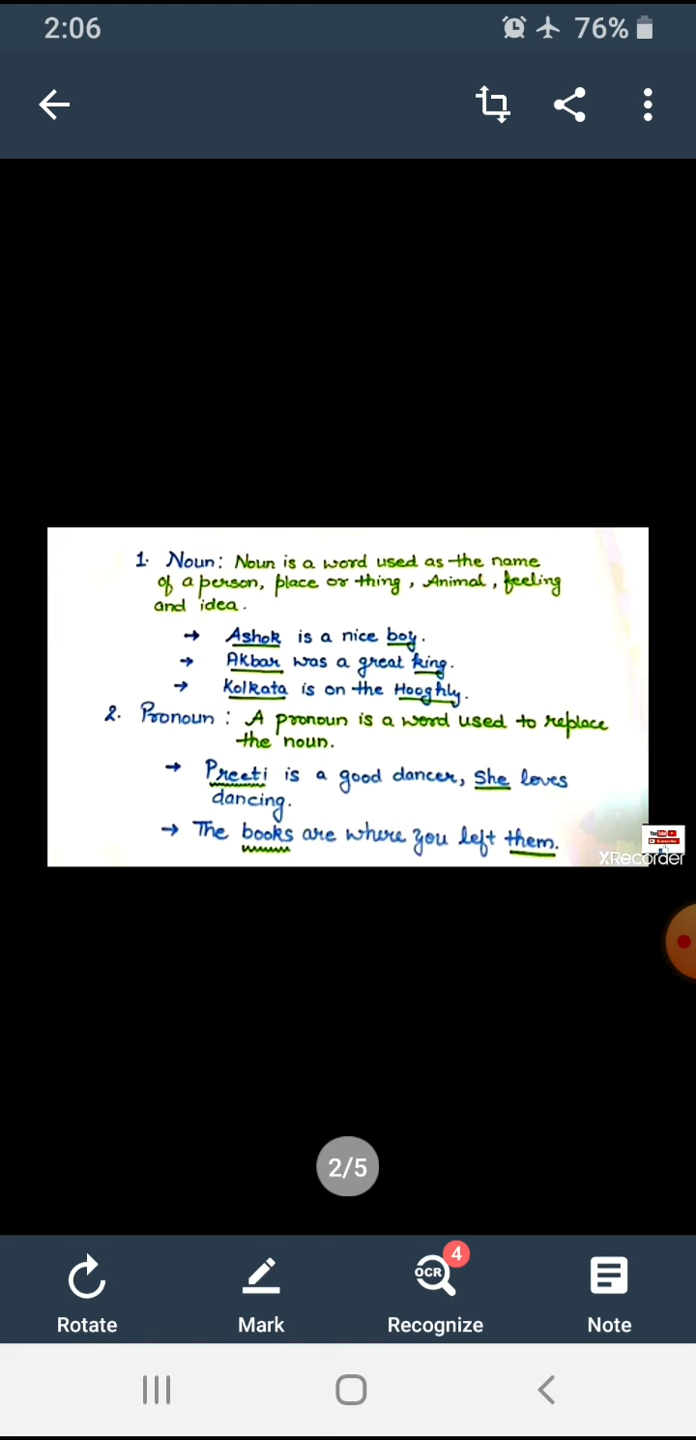 2:06
76%
1. Noun: Noun is a word used as the name
of a person, place or thing, Animal, feeling
and idea.
→ Ashok is a nice boy.
→ Akbar was a great king.
→ Kolkata is on the Hooghly.
2. Pronoun : A pronoun is a word used to replace
the noun.
→ Preeti is a good dancer, She loves
dancing.
→ The books are where you left them.
YouTube
XRecorder
2/5
4
OCR
Rotate Mark Recognize Note